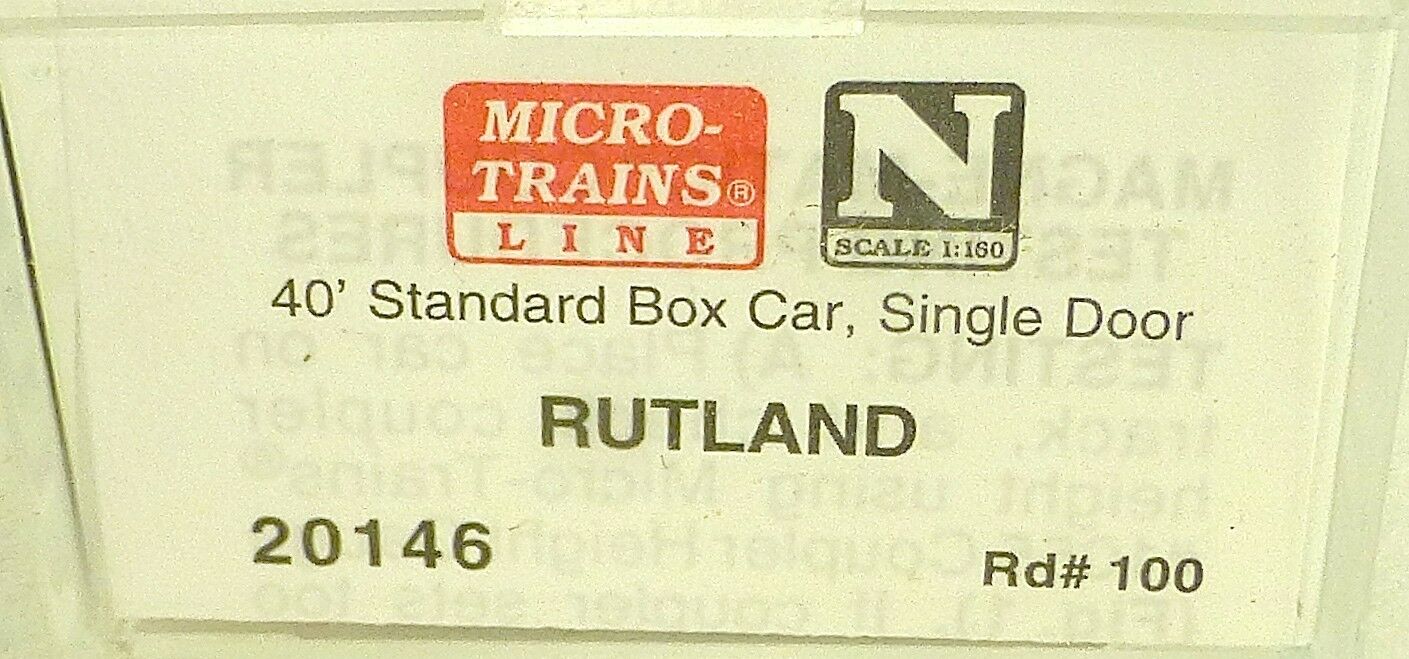 MICRO-
TRAINS®
LINE
N
SCALE 1:160
40' Standard Box Car, Single Door
RUTLAND
20146
Rd# 100